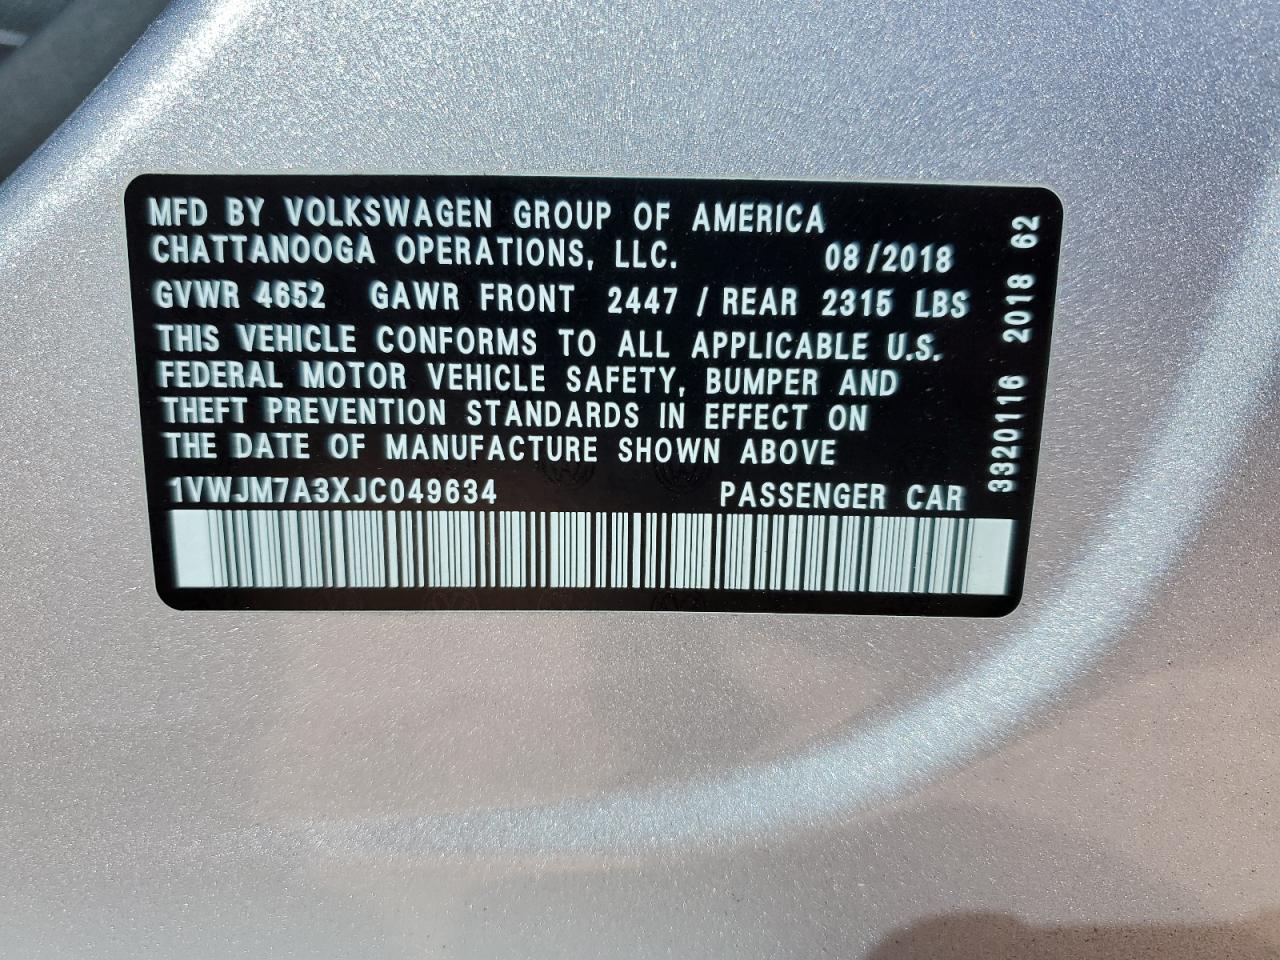 MFD BY VOLKSWAGEN GROUP OF AMERICA
CHATTANOOGA OPERATIONS, LLC. 08/2018
GVWR 4652 GAWR FRONT 2447 / REAR 2315 LBS
THIS VEHICLE CONFORMS TO ALL APPLICABLE U.S.
FEDERAL MOTOR VEHICLE SAFETY, BUMPER AND
THEFT PREVENTION STANDARDS IN EFFECT ON
THE DATE OF MANUFACTURE SHOWN ABOVE
1VWJM7A3XJC049634 PASSENGER CAR
3320116 2018 62